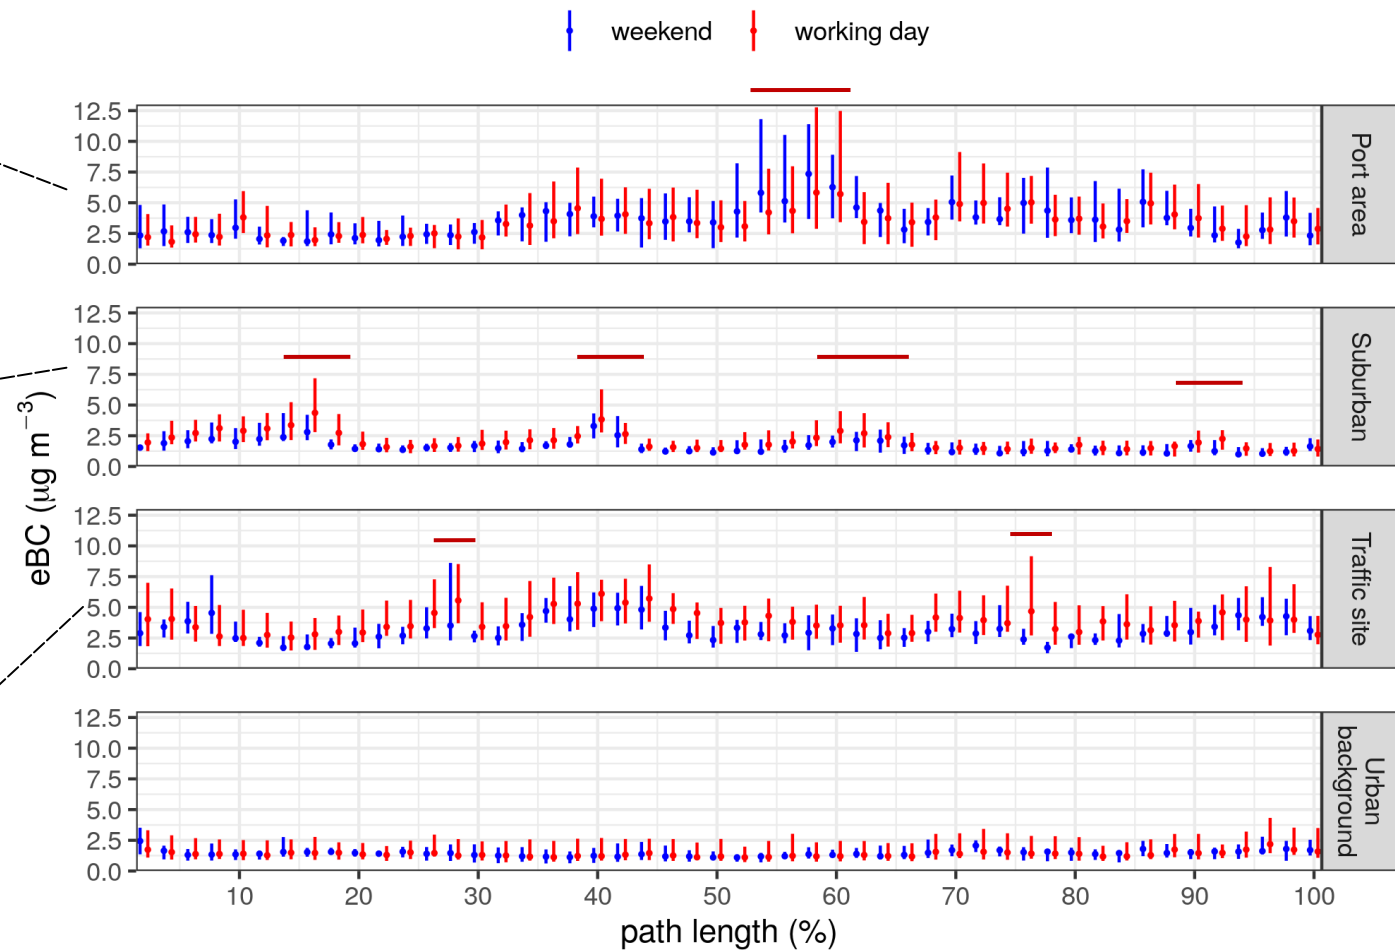 weekend working day
12.5
10.0
7.5
5.0
2.5
0.0
Port area
12.5
10.0
7.5
5.0
2.5
0.0
Suburban
12.5
10.0
7.5
5.0
2.5
0.0
Traffic site
12.5
10.0
7.5
5.0
2.5
0.0
Urban
background
eBC (μg m⁻³)
10 20 30 40 50 60 70 80 90 100
path length (%)